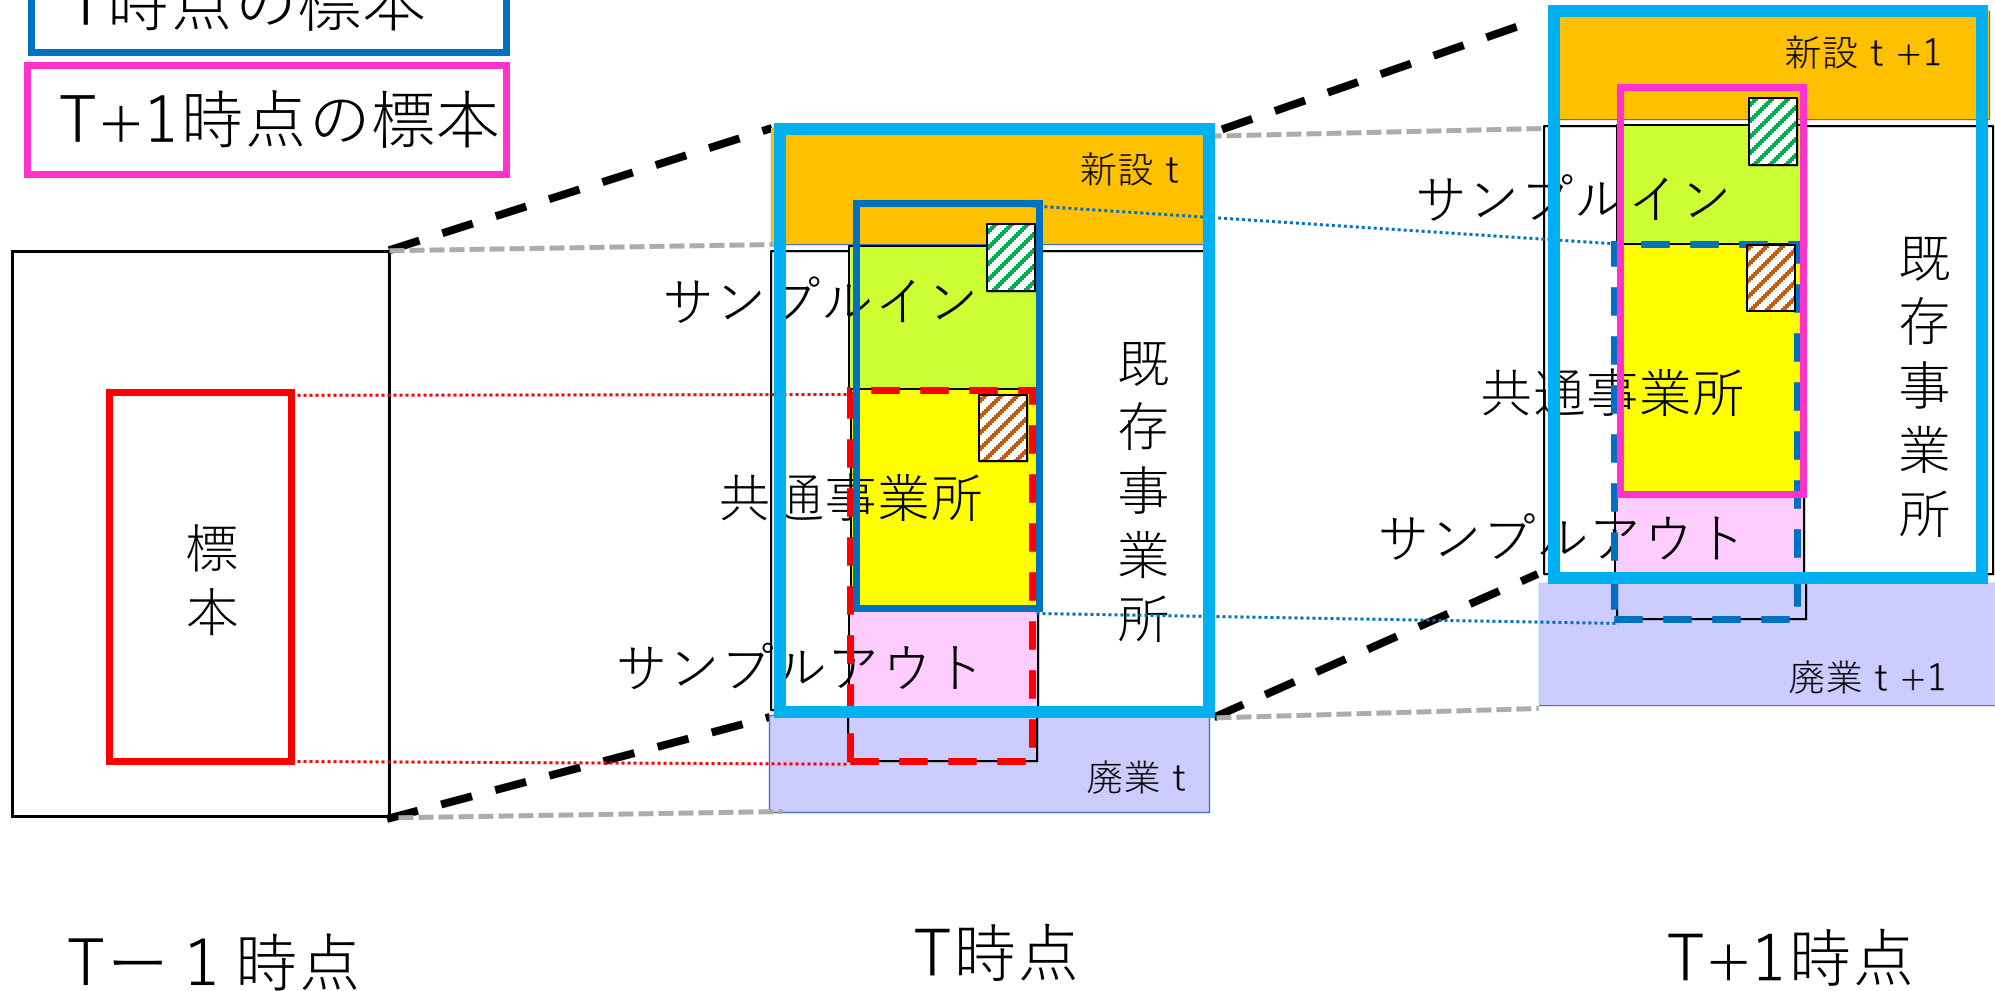 T時点の標本
T+1時点の標本
標本
Tー１時点
新設 t
サンプルイン
共通事業所
サンプルアウト
既存事業所
廃業 t
T時点
新設 t +1
サンプルイン
共通事業所
サンプルアウト
既存事業所
廃業 t +1
T+1時点